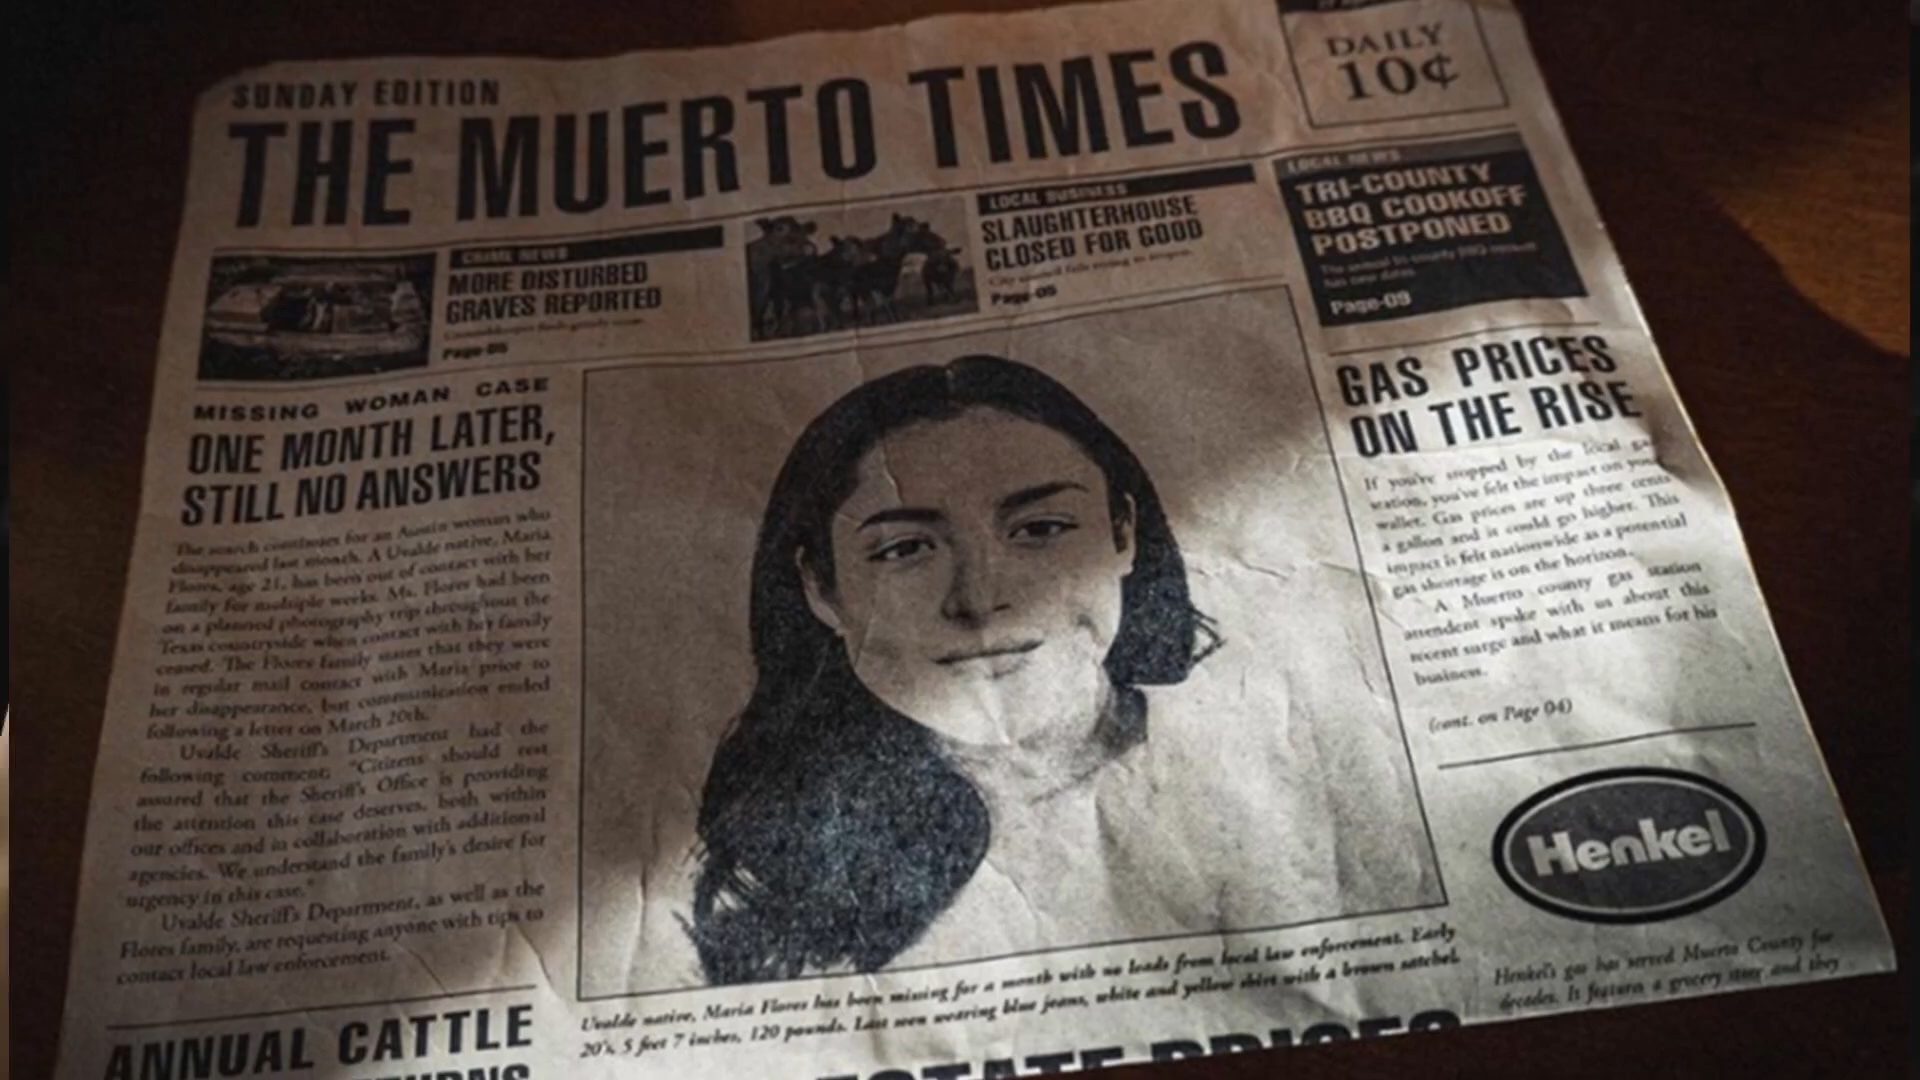 SUNDAY EDITION
THE MUERTO TIMES
DAILY
10¢
CRIME NEWS
MORE DISTURBED
GRAVES REPORTED
LOCAL BUSINESS
SLAUGHTERHOUSE
CLOSED FOR GOOD
Page-05
LOCAL NEWS
TRI-COUNTY
BBQ COOKOFF
POSTPONED
Page-09
MISSING WOMAN CASE
ONE MONTH LATER,
STILL NO ANSWERS
The search continues for an Austin woman who
disappeared last month. A Uvalde native, Maria
Flores, age 21, has been out of contact with her
family for multiple weeks. Ms. Flores had been
on a planned photography trip throughout the
Texas countryside when contact with her family
ceased. The Flores family states that they were
in regular mail contact with Maria prior to
her disappearance, but communication ended
following a letter on March 20th.
Uvalde Sheriff's Department had the
following comment; "Citizens should rest
assured that the Sheriff's Office is providing
the attention this case deserves, both within
our offices and in collaboration with additional
agencies. We understand the family's desire for
urgency in this case."
Uvalde Sheriff's Department, as well as the
Flores family, are requesting anyone with tips to
contact local law enforcement.
ANNUAL CATTLE
Uvalde native, Maria Flores has been missing for a month with no leads from local law enforcement. Early
20's, 5 feet 7 inches, 120 pounds. Last seen wearing blue jeans, white and yellow shirt with a brown satchel.
GAS PRICES
ON THE RISE
If you've stopped by the local gas
station, you've felt the impact on your
wallet. Gas prices are up three cents
a gallon and it could go higher. This
impact is felt nationwide as a potential
gas shortage is on the horizon.
A Muerto county gas station
attendent spoke with us about this
recent surge and what it means for his
business.
(cont. on Page 04)
Henkel
Henkel's gas has served Muerto County for
decades. It features a grocery store and they